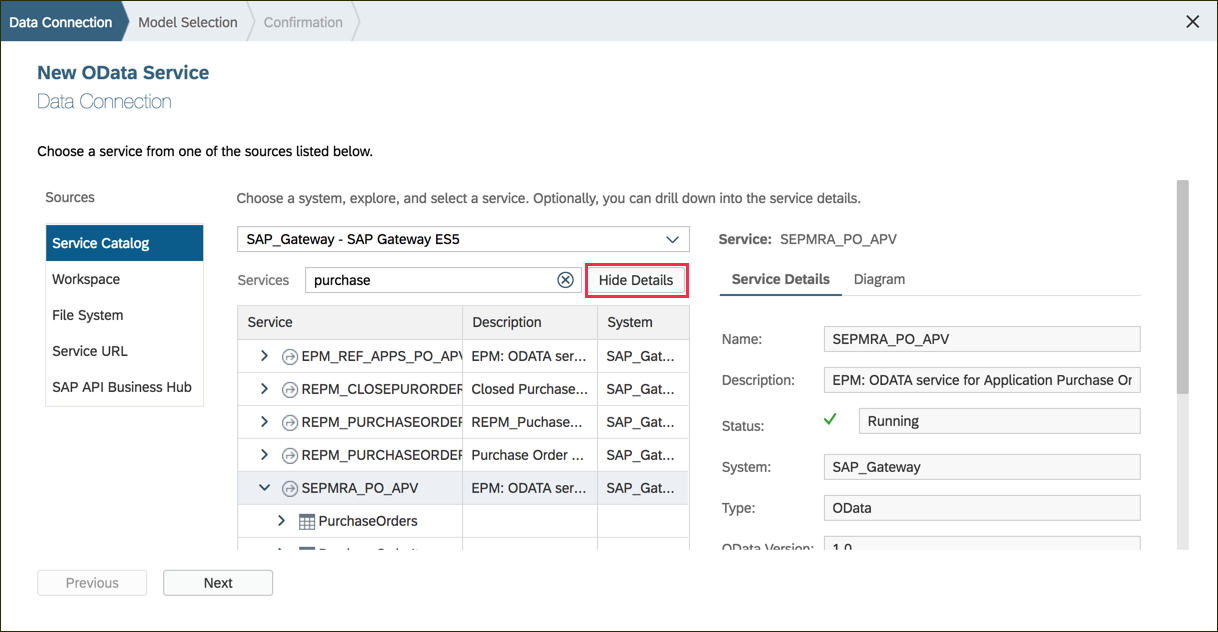 Data Connection Model Selection Confirmation
New OData Service
Data Connection
Choose a service from one of the sources listed below.
Sources
Service Catalog
Workspace
File System
Service URL
SAP API Business Hub
Choose a system, explore, and select a service. Optionally, you can drill down into the service details.
SAP_Gateway - SAP Gateway ES5
Services purchase Hide Details
Service Description System
EPM_REF_APPS_PO_APV EPM: ODATA ser... SAP_Gat...
REPM_CLOSEPURORDER Closed Purchase... SAP_Gat...
REPM_PURCHASEORDER REPM_Puchase... SAP_Gat...
REPM_PURCHASEORDER Purchase Order ... SAP_Gat...
SEPMRA_PO_APV EPM: ODATA ser... SAP_Gat...
PurchaseOrders
Service: SEPMRA_PO_APV
Service Details Diagram
Name: SEPMRA_PO_APV
Description: EPM: ODATA service for Application Purchase Or
Status: Running
System: SAP_Gateway
Type: OData
OData Version: 1.0
Previous Next